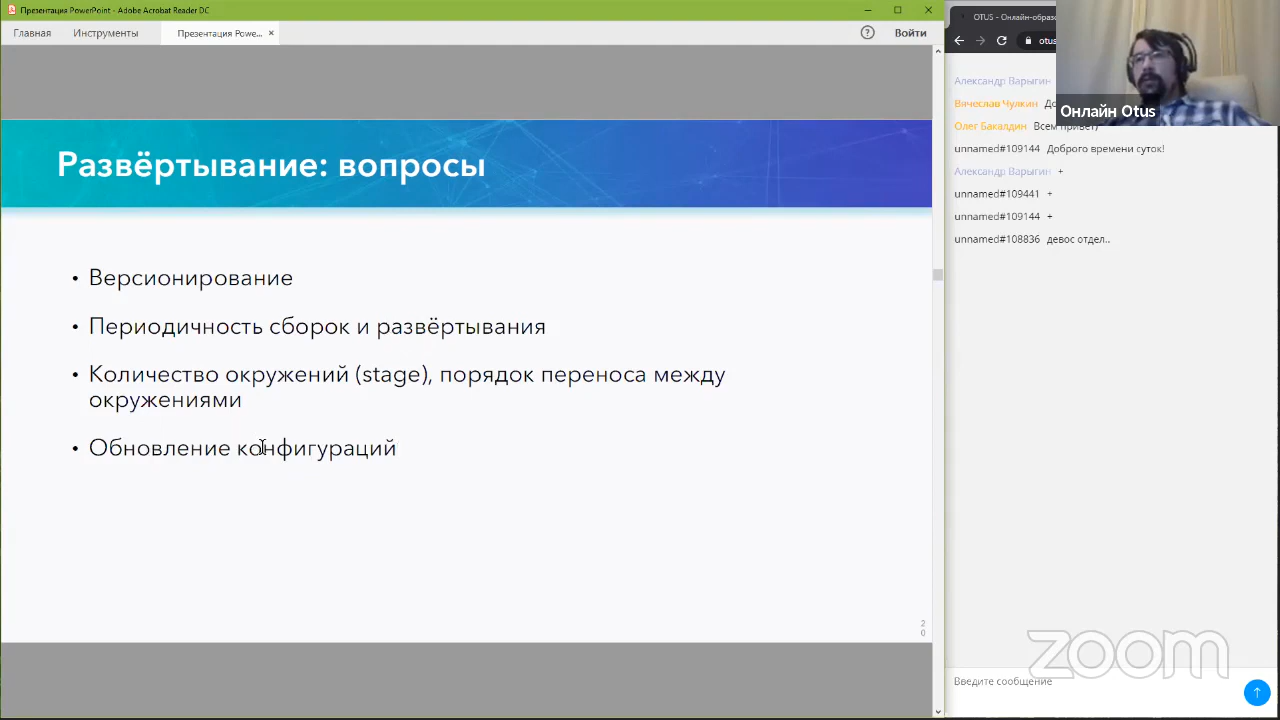 Презентация PowerPoint - Adobe Acrobat Reader DC
Главная
Инструменты
Презентация Powe...
Войти
Развёртывание: вопросы
• Версионирование
• Периодичность сборок и развёртывания
• Количество окружений (stage), порядок переноса между
окружениями
• Обновление конфигураций
2
0
OTUS - Онлайн-образо
otus
Александр Варыгин
Вячеслав Чулкин До
Олег Бакалдин Всем привет)
unnamed#109144 Доброго времени суток!
Александр Варыгин +
unnamed#109441 +
unnamed#109144 +
unnamed#108836 девос отдел..
Онлайн Otus
zoom
Введите сообщение